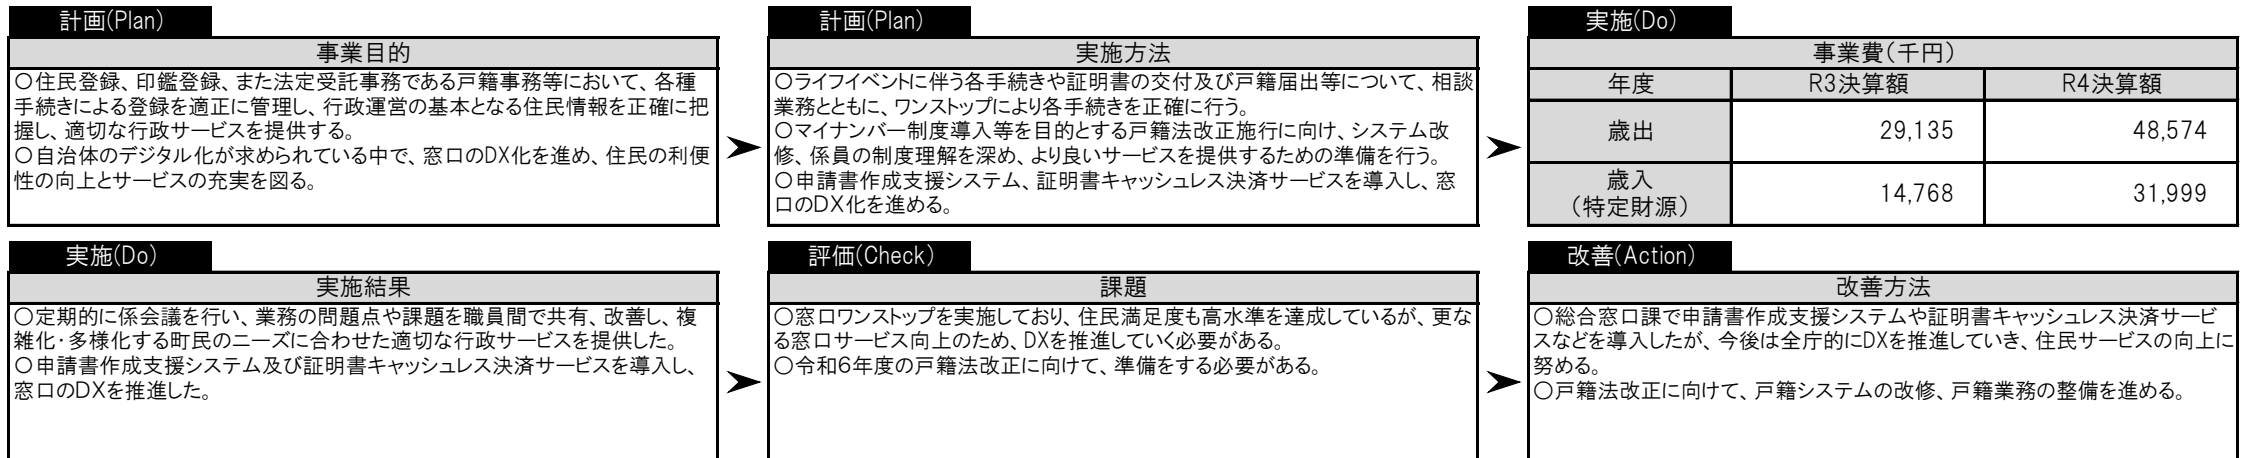 計画(Plan)
事業目的
○住民登録、印鑑登録、また法定受託事務である戸籍事務等において、各種
手続きによる登録を適正に管理し、行政運営の基本となる住民情報を正確に把
握し、適切な行政サービスを提供する。
○自治体のデジタル化が求められている中で、窓口のDX化を進め、住民の利便
性の向上とサービスの充実を図る。
計画(Plan)
実施方法
○ライフイベントに伴う各手続きや証明書の交付及び戸籍届出等について、相談
業務とともに、ワンストップにより各手続きを正確に行う。
○マイナンバー制度導入等を目的とする戸籍法改正施行に向け、システム改
修、係員の制度理解を深め、より良いサービスを提供するための準備を行う。
○申請書作成支援システム、証明書キャッシュレス決済サービスを導入し、窓
口のDX化を進める。
実施(Do)
事業費(千円)
年度 R3決算額 R4決算額
歳出 29,135 48,574
歳入
(特定財源) 14,768 31,999
実施(Do)
実施結果
○定期的に係会議を行い、業務の問題点や課題を職員間で共有、改善し、複
雑化・多様化する町民のニーズに合わせた適切な行政サービスを提供した。
○申請書作成支援システム及び証明書キャッシュレス決済サービスを導入し、
窓口のDXを推進した。
評価(Check)
課題
○窓口ワンストップを実施しており、住民満足度も高水準を達成しているが、更な
る窓口サービス向上のため、DXを推進していく必要がある。
○令和6年度の戸籍法改正に向けて、準備をする必要がある。
改善(Action)
改善方法
○総合窓口課で申請書作成支援システムや証明書キャッシュレス決済サービ
スなどを導入したが、今後は全庁的にDXを推進していき、住民サービスの向上に
努める。
○戸籍法改正に向けて、戸籍システムの改修、戸籍業務の整備を進める。